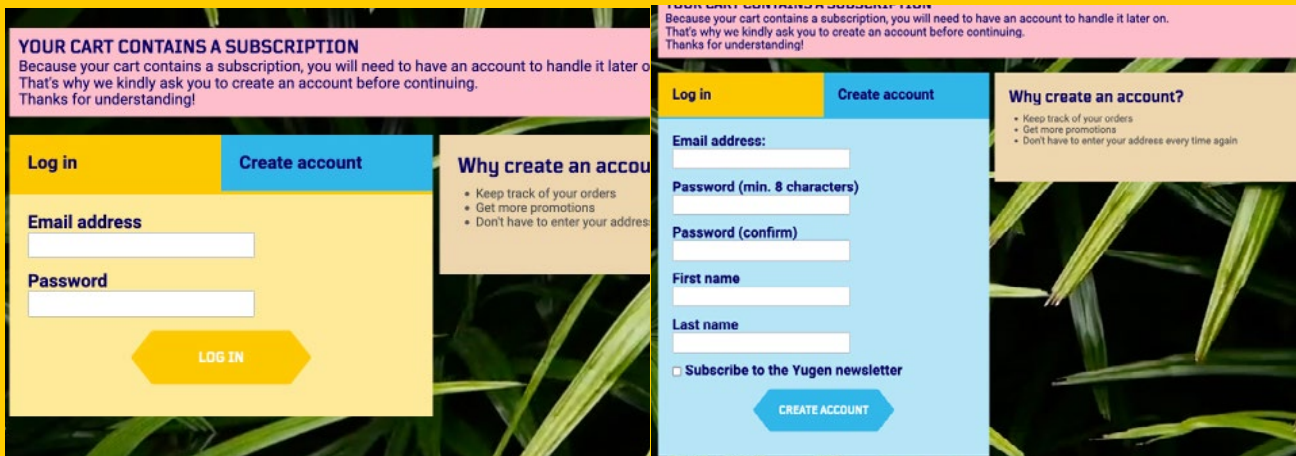 YOUR CART CONTAINS A SUBSCRIPTION
Because your cart contains a subscription, you will need to have an account to handle it later o
That's why we kindly ask you to create an account before continuing.
Thanks for understanding!
Log in
Create account
Email address
Password
LOG IN
Why create an accou
Keep track of your orders
Get more promotions
Don't have to enter your address
YOUR CART CONTAINS A SUBSCRIPTION
Because your cart contains a subscription, you will need to have an account to handle it later on.
That's why we kindly ask you to create an account before continuing.
Thanks for understanding!
Log in
Create account
Email address:
Password (min. 8 characters)
Password (confirm)
First name
Last name
Subscribe to the Yugen newsletter
CREATE ACCOUNT
Why create an account?
Keep track of your orders
Get more promotions
Don't have to enter your address every time again